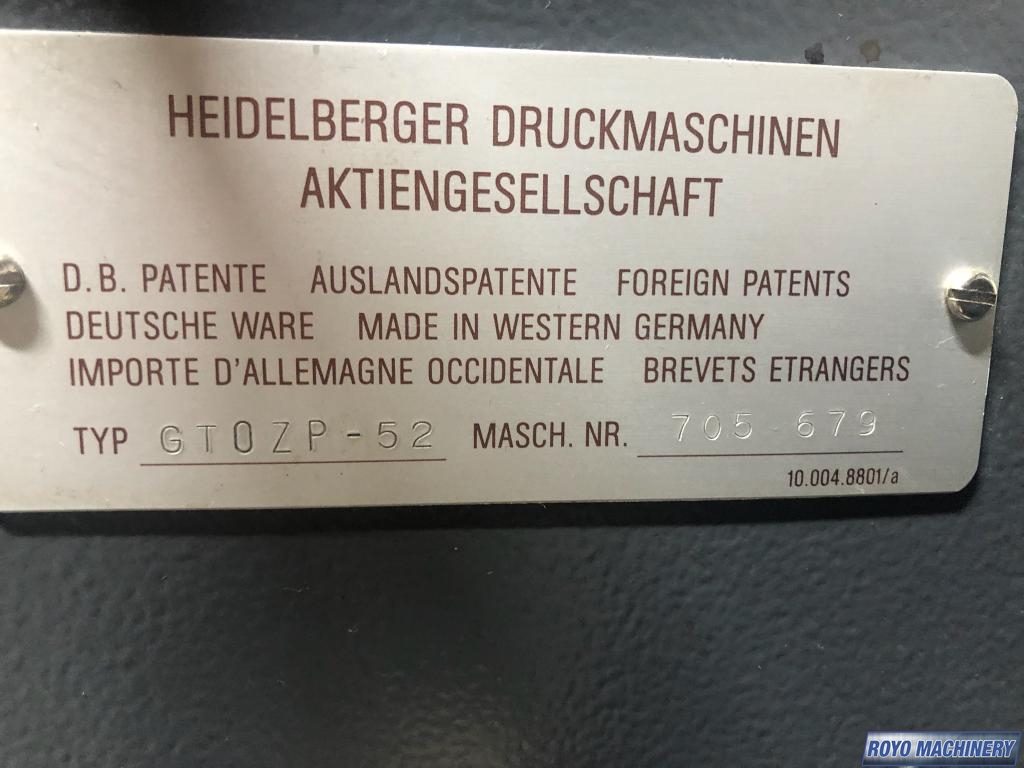 HEIDELBERGER DRUCKMASCHINEN
AKTIENGESELLSCHAFT
D.B. PATENTE AUSLANDSPATENTE FOREIGN PATENTS
DEUTSCHE WARE MADE IN WESTERN GERMANY
IMPORTE D'ALLEMAGNE OCCIDENTALE BREVETS ETRANGERS
TYP GTOZP-52 MASCH. NR. 705 679
10.004.8801/a
ROYO MACHINERY